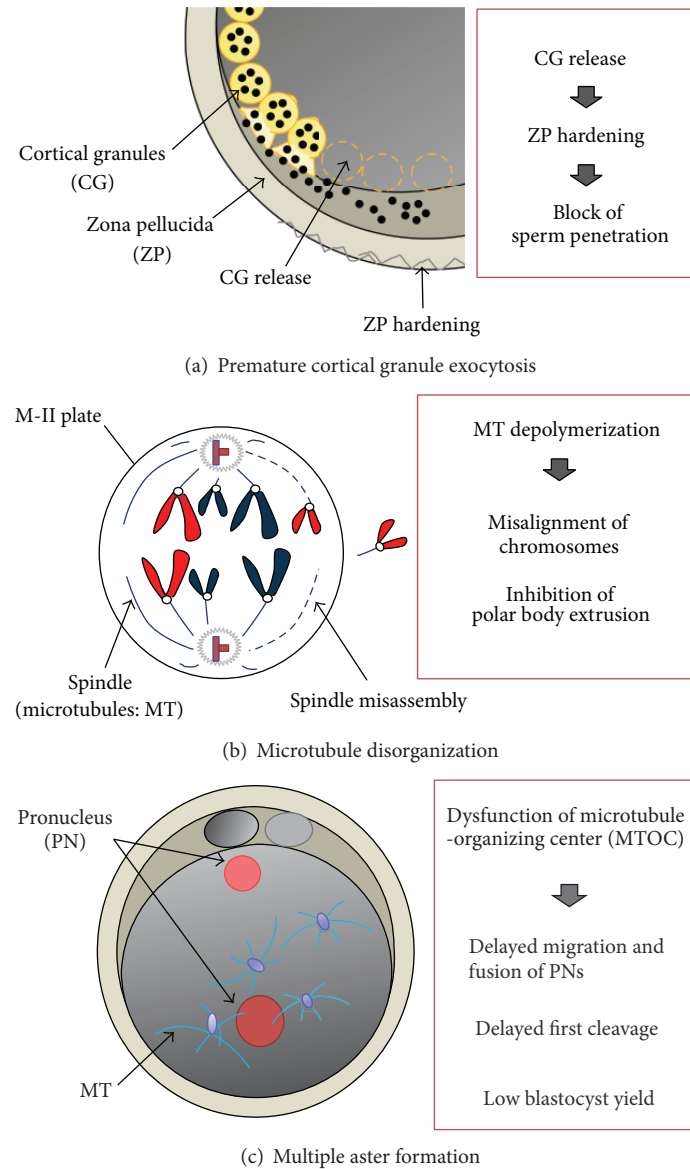 Cortical granules
(CG)
Zona pellucida
(ZP)
CG release
ZP hardening
CG release
ZP hardening
Block of
sperm penetration
(a) Premature cortical granule exocytosis
M-II plate
Spindle
(microtubules: MT)
Spindle misassembly
MT depolymerization
Misalignment of
chromosomes
Inhibition of
polar body extrusion
(b) Microtubule disorganization
Pronucleus
(PN)
MT
Dysfunction of microtubule
-organizing center (MTOC)
Delayed migration and
fusion of PNs
Delayed first cleavage
Low blastocyst yield
(c) Multiple aster formation